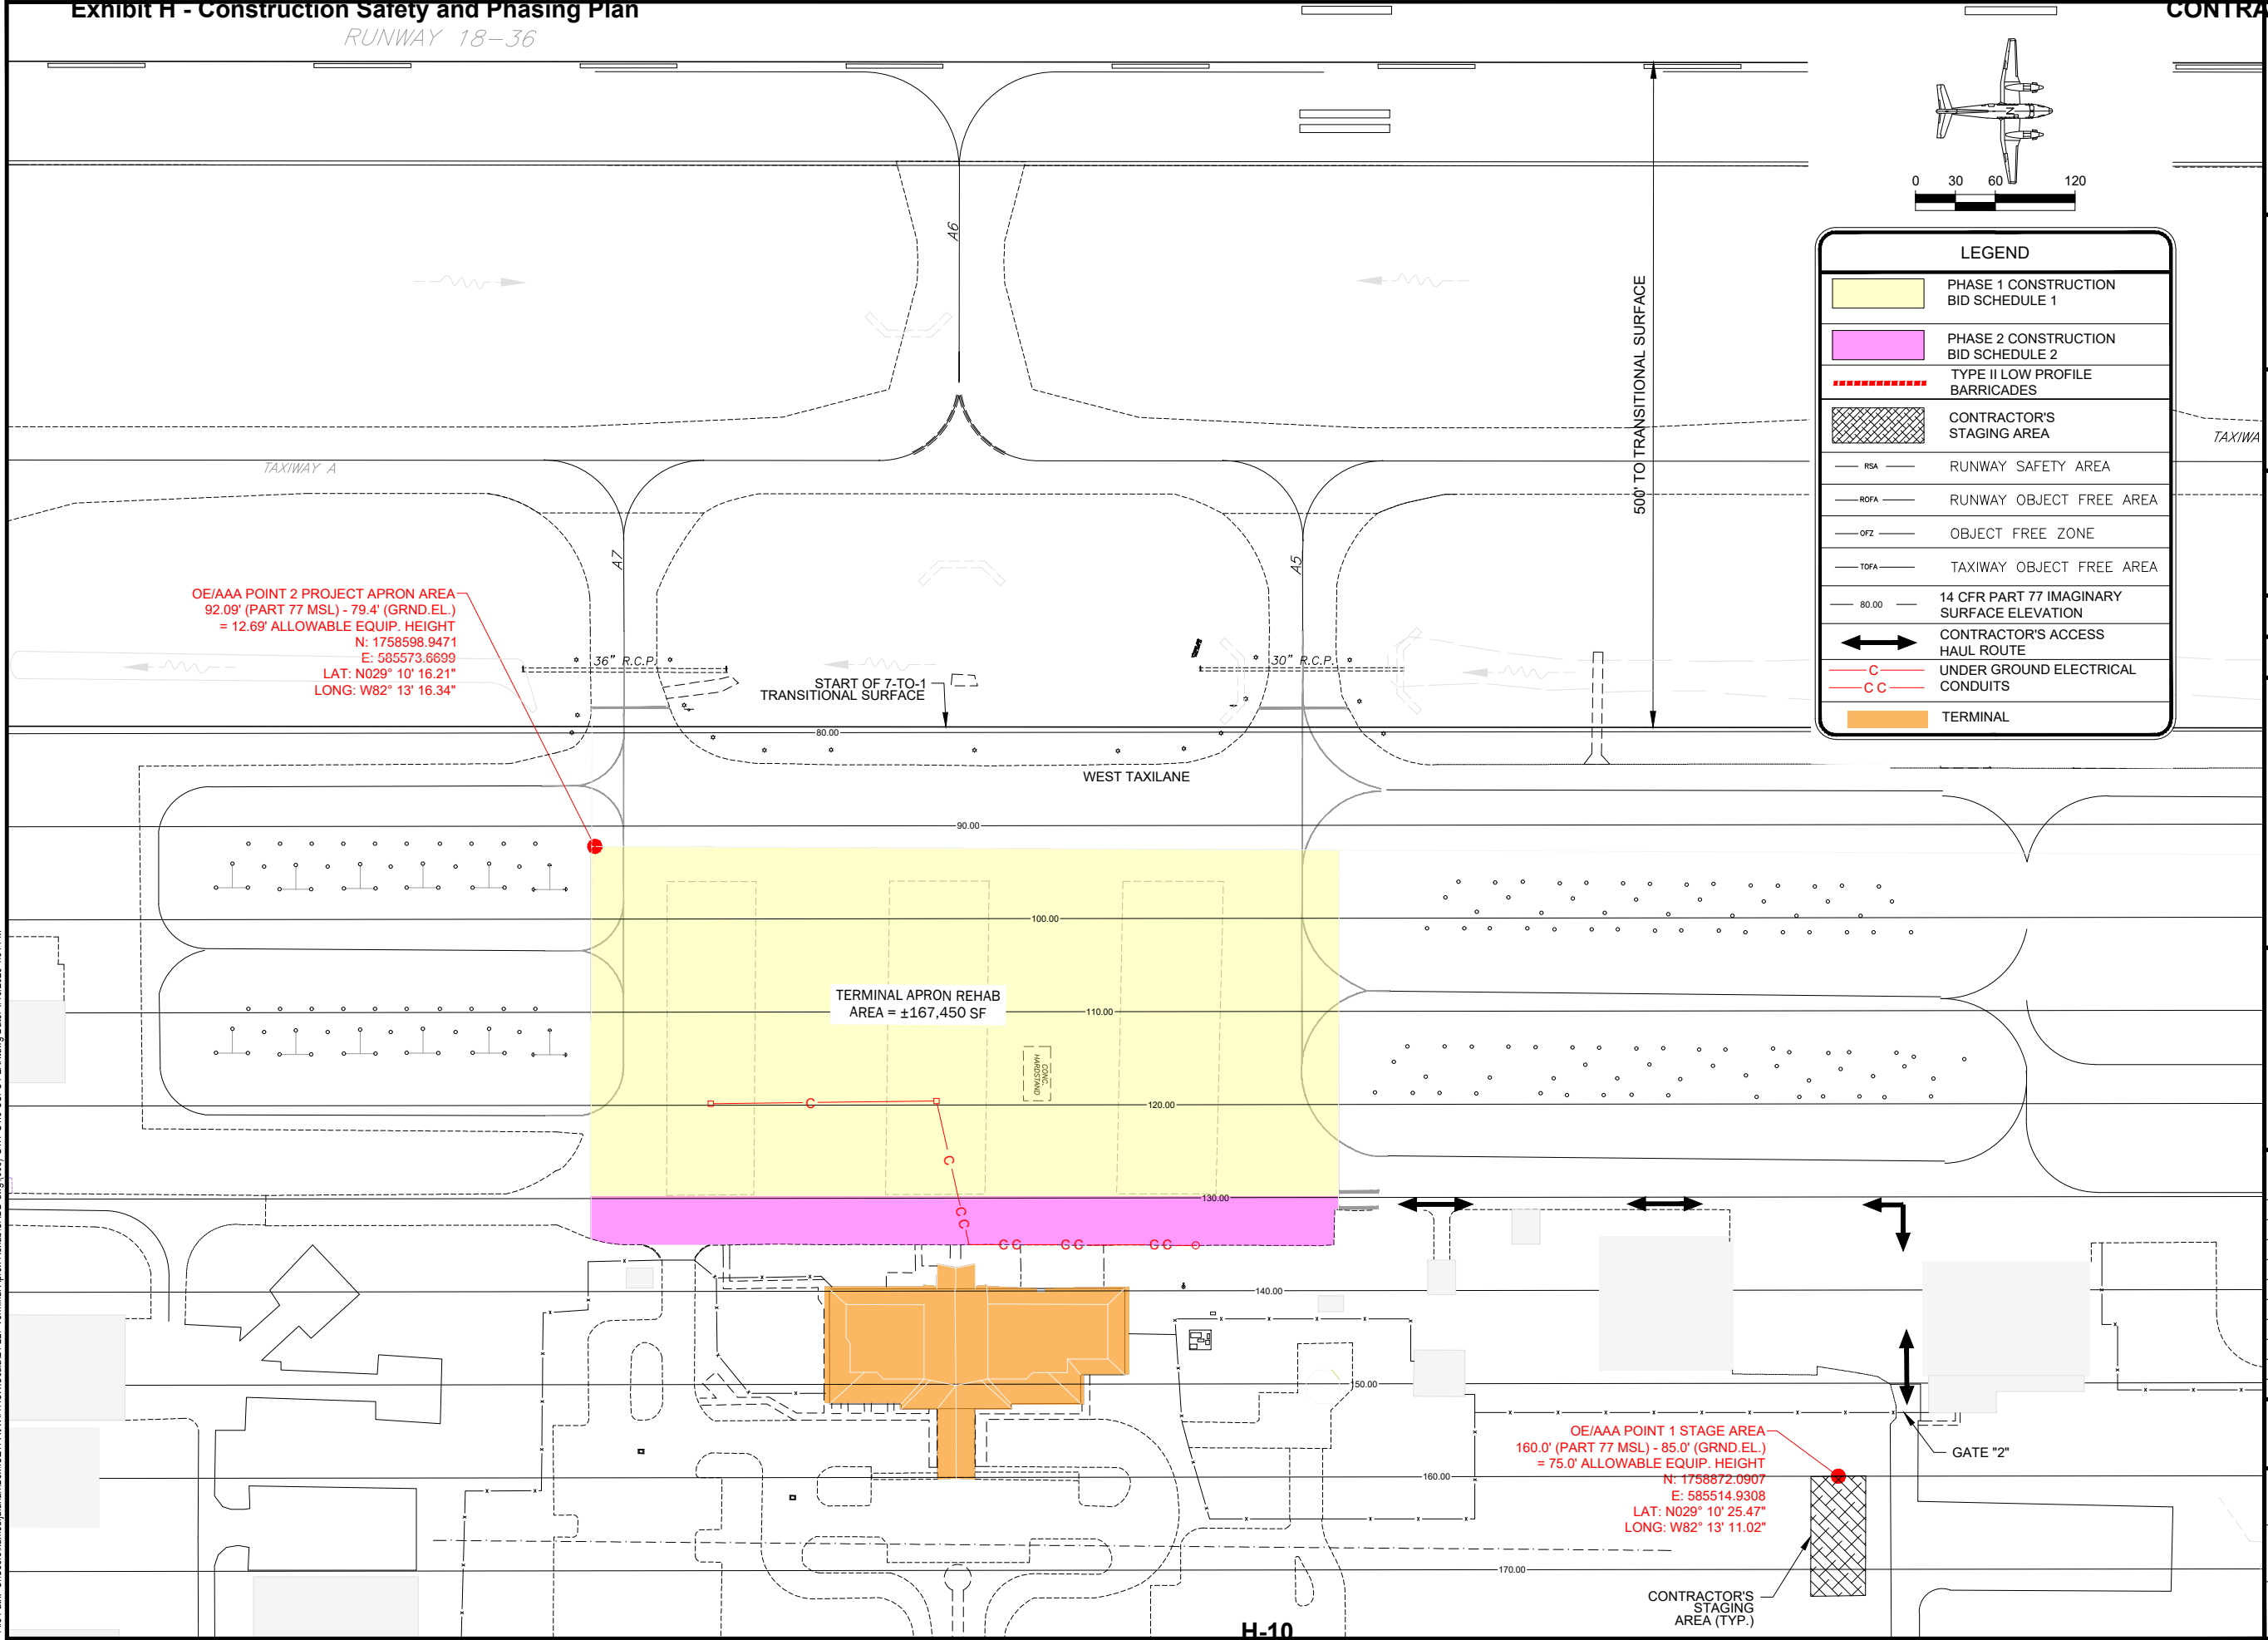 Exhibit H - Construction Safety and Phasing Plan
CONTRA
RUNWAY 18-36
Z
0 30 60 120
A6
500' TO TRANSITIONAL SURFACE
LEGEND
PHASE 1 CONSTRUCTION
BID SCHEDULE 1
PHASE 2 CONSTRUCTION
BID SCHEDULE 2
TYPE II LOW PROFILE
BARRICADES
CONTRACTOR'S
STAGING AREA
RSA RUNWAY SAFETY AREA
ROFA RUNWAY OBJECT FREE AREA
OFZ OBJECT FREE ZONE
TOFA TAXIWAY OBJECT FREE AREA
80.00 14 CFR PART 77 IMAGINARY
SURFACE ELEVATION
CONTRACTOR'S ACCESS
HAUL ROUTE
C UNDER GROUND ELECTRICAL
C C CONDUITS
TERMINAL
TAXIWA
TAXIWAY A
A7
A5
OE/AAA POINT 2 PROJECT APRON AREA
92.09' (PART 77 MSL) - 79.4' (GRND.EL.)
= 12.69' ALLOWABLE EQUIP. HEIGHT
N: 1758598.9471
E: 585573.6699
LAT: N029° 10' 16.21"
LONG: W82° 13' 16.34"
36" R.C.P.
30" R.C.P.
START OF 7-TO-1
TRANSITIONAL SURFACE
80.00
WEST TAXILANE
90.00
100.00
TERMINAL APRON REHAB
AREA = ±167,450 SF
110.00
CONC.
HARDSTAND
120.00
C
C
130.00
C
C
C C C C C C
140.00
150.00
OE/AAA POINT 1 STAGE AREA
160.0' (PART 77 MSL) - 85.0' (GRND.EL.)
= 75.0' ALLOWABLE EQUIP. HEIGHT
N: 1758872.0907
E: 585514.9308
LAT: N029° 10' 25.47"
LONG: W82° 13' 11.02"
GATE "2"
160.00
170.00
CONTRACTOR'S
STAGING
AREA (TYP.)
H-10